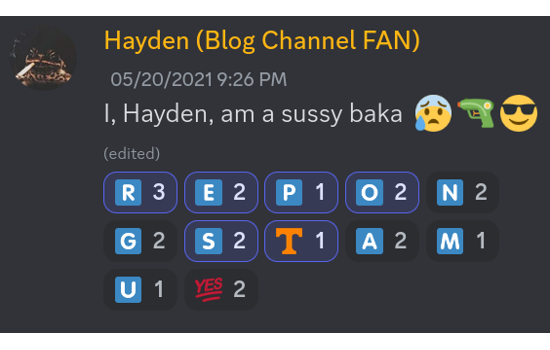 Hayden (Blog Channel FAN)
05/20/2021 9:26 PM
I, Hayden, am a sussy baka 😰🔫😎
(edited)
R 3 E 2 P 1 O 2 N 2
G 2 S 2 T 1 A 2 M 1
U 1 YES 2